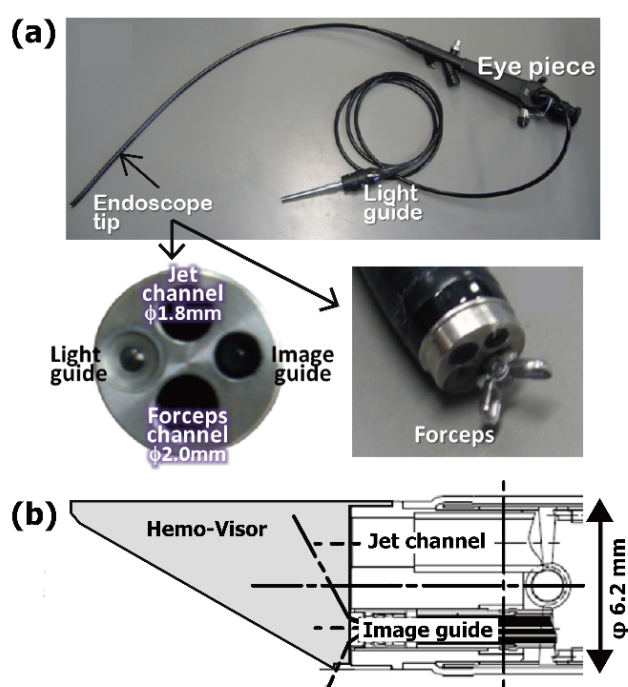 (a)
Eye piece
Endoscope
tip
Light
guide
Jet
channel
ϕ1.8mm
Light
guide
Image
guide
Forceps
channel
ϕ2.0mm
Forceps
(b)
Hemo-Visor
Jet channel
Image guide
φ 6.2 mm